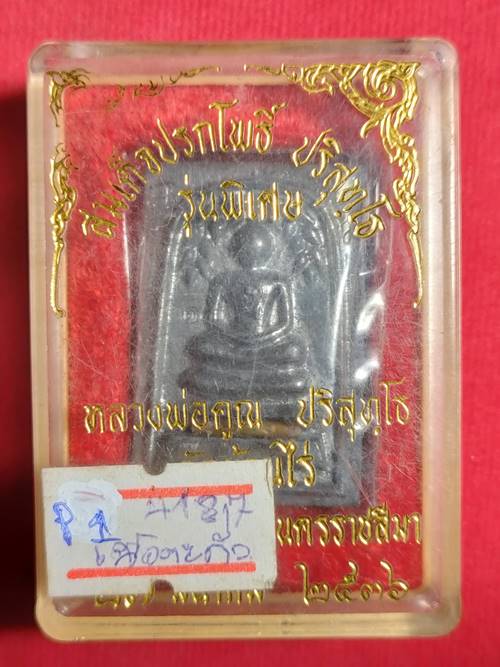 สมเด็จปรกโพธิ์ ปริสุทฺโธ
รุ่นพิเศษ
หลวงพ่อคูณ ปริสุทฺโธ
ไร่
นครราชสีมา
๒๕๓๖
P 1 4187
เนื้อตะกั่ว